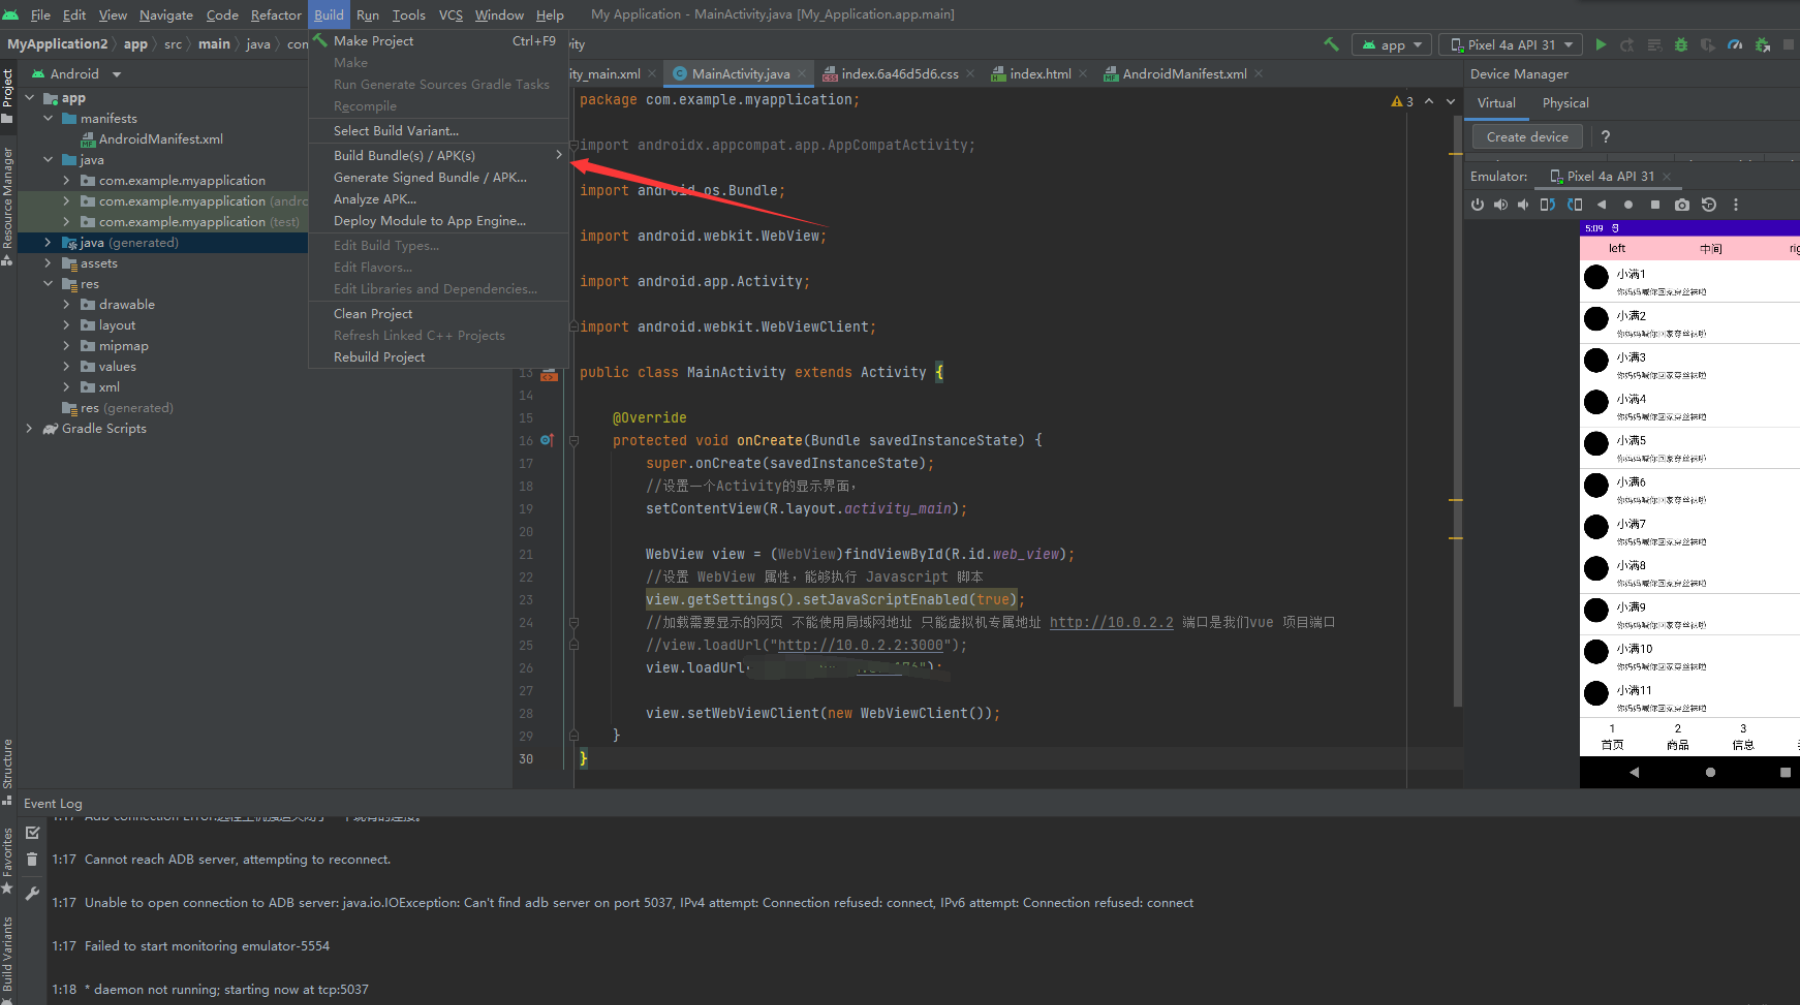 File Edit View Navigate Code Refactor Build Run Tools VCS Window Help My Application - MainActivity.java [My_Application.app.main]
MyApplication2 app src main java com
app Pixel 4a API 31
Android
app
manifests
AndroidManifest.xml
java
com.example.myapplication
com.example.myapplication (andro
com.example.myapplication (test)
java (generated)
assets
res
drawable
layout
mipmap
values
xml
res (generated)
Gradle Scripts
Project
Resource Manager
Structure
Favorites
Build Variants
Make Project Ctrl+F9
Make
Run Generate Sources Gradle Tasks
Recompile
Select Build Variant...
Build Bundle(s) / APK(s)
Generate Signed Bundle / APK...
Analyze APK...
Deploy Module to App Engine...
Edit Build Types...
Edit Flavors...
Edit Libraries and Dependencies...
Clean Project
Refresh Linked C++ Projects
Rebuild Project
ity_main.xml MainActivity.java index.6a46d5d6.css index.html AndroidManifest.xml
3
package com.example.myapplication;
import androidx.appcompat.app.AppCompatActivity;
import android.os.Bundle;
import android.webkit.WebView;
import android.app.Activity;
import android.webkit.WebViewClient;
13 public class MainActivity extends Activity {
14
15 @Override
16 protected void onCreate(Bundle savedInstanceState) {
17 super.onCreate(savedInstanceState);
18 //设置一个Activity的显示界面，
19 setContentView(R.layout.activity_main);
20
21 WebView view = (WebView)findViewById(R.id.web_view);
22 //设置 WebView 属性，能够执行 Javascript 脚本
23 view.getSettings().setJavaScriptEnabled(true);
24 //加载需要显示的网页 不能使用局域网地址 只能虚拟机专属地址 http://10.0.2.2 端口是我们vue 项目端口
25 //view.loadUrl("http://10.0.2.2:3000");
26 view.loadUrl
27
28 view.setWebViewClient(new WebViewClient());
29 }
30 }
Device Manager
Virtual Physical
Create device ?
Emulator: Pixel 4a API 31
5:09
left 中间 rig
小满1
小满2
小满3
小满4
小满5
小满6
小满7
小满8
小满9
小满10
小满11
1 2 3
首页 商品 信息
Event Log
1:17 Cannot reach ADB server, attempting to reconnect.
1:17 Unable to open connection to ADB server: java.io.IOException: Can't find adb server on port 5037, IPv4 attempt: Connection refused: connect, IPv6 attempt: Connection refused: connect
1:17 Failed to start monitoring emulator-5554
1:18 * daemon not running; starting now at tcp:5037